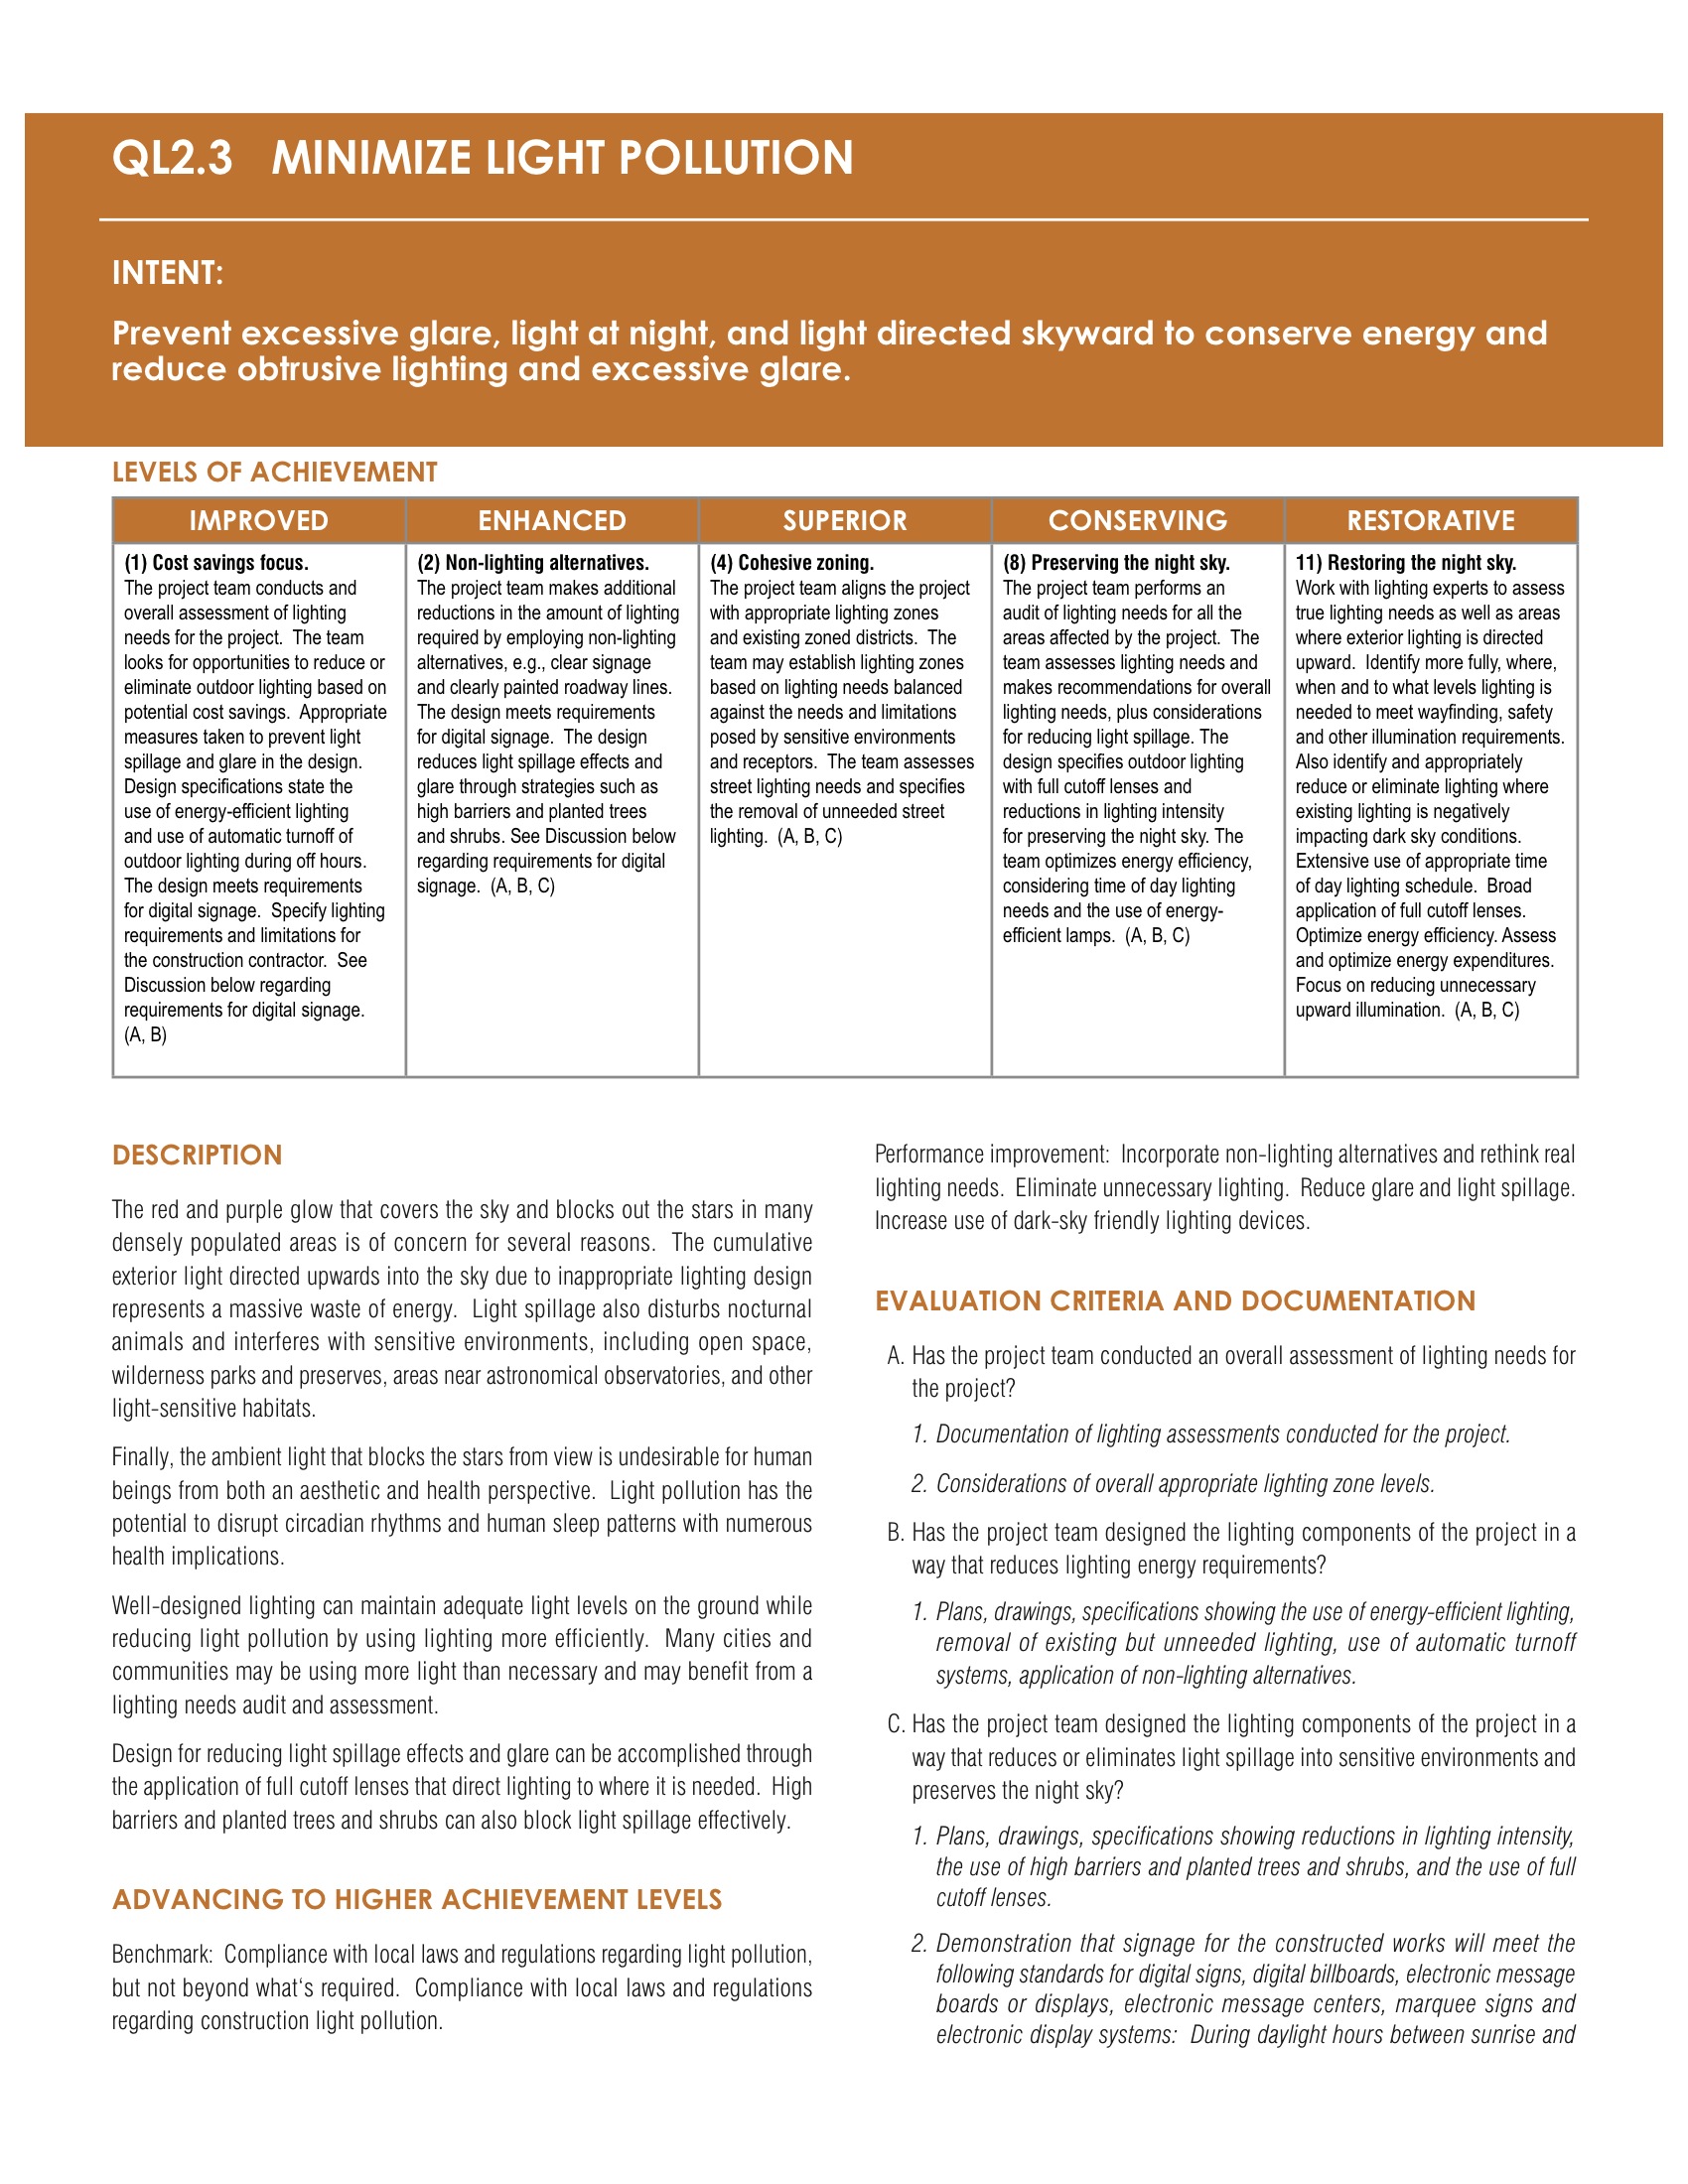 QL2.3 MINIMIZE LIGHT POLLUTION
INTENT:
Prevent excessive glare, light at night, and light directed skyward to conserve energy and
reduce obtrusive lighting and excessive glare.
LEVELS OF ACHIEVEMENT
IMPROVED
(1) Cost savings focus.
The project team conducts and
overall assessment of lighting
needs for the project.  The team
looks for opportunities to reduce or
eliminate outdoor lighting based on
potential cost savings.  Appropriate
measures taken to prevent light
spillage and glare in the design.
Design specifications state the
use of energy-efficient lighting
and use of automatic turnoff of
outdoor lighting during off hours.
The design meets requirements
for digital signage.  Specify lighting
requirements and limitations for
the construction contractor.  See
Discussion below regarding
requirements for digital signage.
(A, B)
ENHANCED
(2) Non-lighting alternatives.
The project team makes additional
reductions in the amount of lighting
required by employing non-lighting
alternatives, e.g., clear signage
and clearly painted roadway lines.
The design meets requirements
for digital signage.  The design
reduces light spillage effects and
glare through strategies such as
high barriers and planted trees
and shrubs. See Discussion below
regarding requirements for digital
signage.  (A, B, C)
SUPERIOR
(4) Cohesive zoning.
The project team aligns the project
with appropriate lighting zones
and existing zoned districts.  The
team may establish lighting zones
based on lighting needs balanced
against the needs and limitations
posed by sensitive environments
and receptors.  The team assesses
street lighting needs and specifies
the removal of unneeded street
lighting.  (A, B, C)
CONSERVING
(8) Preserving the night sky.
The project team performs an
audit of lighting needs for all the
areas affected by the project.  The
team assesses lighting needs and
makes recommendations for overall
lighting needs, plus considerations
for reducing light spillage. The
design specifies outdoor lighting
with full cutoff lenses and
reductions in lighting intensity
for preserving the night sky. The
team optimizes energy efficiency,
considering time of day lighting
needs and the use of energy-
efficient lamps.  (A, B, C)
RESTORATIVE
11) Restoring the night sky.
Work with lighting experts to assess
true lighting needs as well as areas
where exterior lighting is directed
upward.  Identify more fully, where,
when and to what levels lighting is
needed to meet wayfinding, safety
and other illumination requirements.
Also identify and appropriately
reduce or eliminate lighting where
existing lighting is negatively
impacting dark sky conditions.
Extensive use of appropriate time
of day lighting schedule.  Broad
application of full cutoff lenses.
Optimize energy efficiency. Assess
and optimize energy expenditures.
Focus on reducing unnecessary
upward illumination.  (A, B, C)
DESCRIPTION
The red and purple glow that covers the sky and blocks out the stars in many
densely populated areas is of concern for several reasons.  The cumulative
exterior light directed upwards into the sky due to inappropriate lighting design
represents a massive waste of energy.  Light spillage also disturbs nocturnal
animals and interferes with sensitive environments, including open space,
wilderness parks and preserves, areas near astronomical observatories, and other
light-sensitive habitats.
Finally, the ambient light that blocks the stars from view is undesirable for human
beings from both an aesthetic and health perspective.  Light pollution has the
potential to disrupt circadian rhythms and human sleep patterns with numerous
health implications.
Well-designed lighting can maintain adequate light levels on the ground while
reducing light pollution by using lighting more efficiently.  Many cities and
communities may be using more light than necessary and may benefit from a
lighting needs audit and assessment.
Design for reducing light spillage effects and glare can be accomplished through
the application of full cutoff lenses that direct lighting to where it is needed.  High
barriers and planted trees and shrubs can also block light spillage effectively.
ADVANCING TO HIGHER ACHIEVEMENT LEVELS
Benchmark:  Compliance with local laws and regulations regarding light pollution,
but not beyond what‘s required.  Compliance with local laws and regulations
regarding construction light pollution.
Performance improvement:  Incorporate non-lighting alternatives and rethink real
lighting needs.  Eliminate unnecessary lighting.  Reduce glare and light spillage.
Increase use of dark-sky friendly lighting devices.
EVALUATION CRITERIA AND DOCUMENTATION
A. Has the project team conducted an overall assessment of lighting needs for
the project?
1. Documentation of lighting assessments conducted for the project.
2. Considerations of overall appropriate lighting zone levels.
B. Has the project team designed the lighting components of the project in a
way that reduces lighting energy requirements?
1. Plans, drawings, specifications showing the use of energy-efficient lighting,
removal of existing but unneeded lighting, use of automatic turnoff
systems, application of non-lighting alternatives.
C. Has the project team designed the lighting components of the project in a
way that reduces or eliminates light spillage into sensitive environments and
preserves the night sky?
1. Plans, drawings, specifications showing reductions in lighting intensity,
the use of high barriers and planted trees and shrubs, and the use of full
cutoff lenses.
2. Demonstration that signage for the constructed works will meet the
following standards for digital signs, digital billboards, electronic message
boards or displays, electronic message centers, marquee signs and
electronic display systems:  During daylight hours between sunrise and